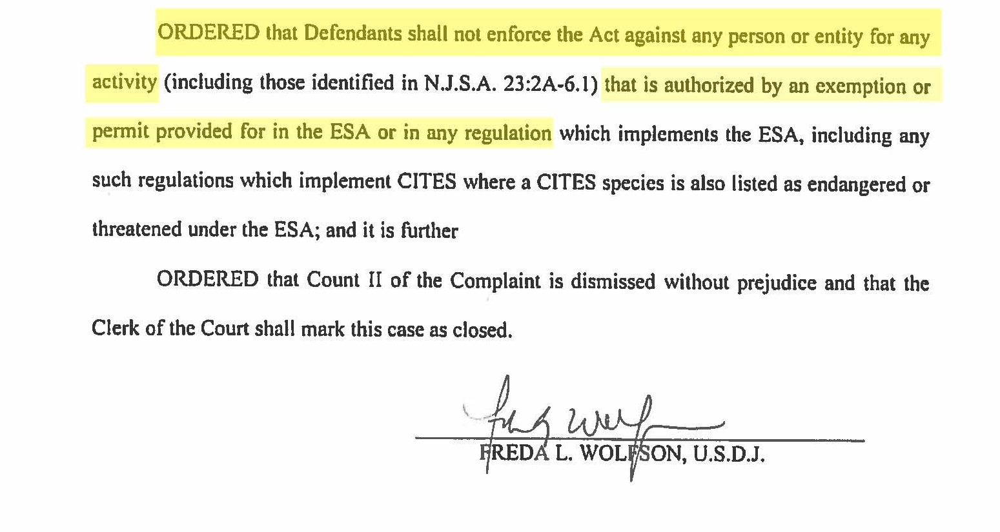 ORDERED that Defendants shall not enforce the Act against any person or entity for any
activity (including those identified in N.J.S.A. 23:2A-6.1) that is authorized by an exemption or
permit provided for in the ESA or in any regulation which implements the ESA, including any
such regulations which implement CITES where a CITES species is also listed as endangered or
threatened under the ESA; and it is further
ORDERED that Count II of the Complaint is dismissed without prejudice and that the
Clerk of the Court shall mark this case as closed.
FREDA L. WOLFSON, U.S.D.J.